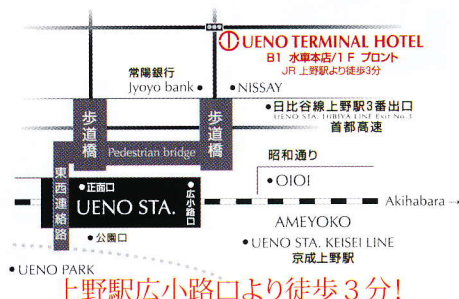 UENO TERMINAL HOTEL
B1 水車本店/1F プロント
JR 上野駅より徒歩3分
常陽銀行
Jyoyo bank
NISSAY
日比谷線上野駅3番出口
UENO STA. HIBIYA LINE Exit No.3
首都高速
歩道橋
歩道橋
Pedestrian bridge
昭和通り
OIOI
東西連絡路
正面口
広小路口
UENO STA.
Akihabara →
AMEYOKO
公園口
UENO STA. KEISEI LINE
京成上野駅
UENO PARK
上野駅広小路口より徒歩3分!